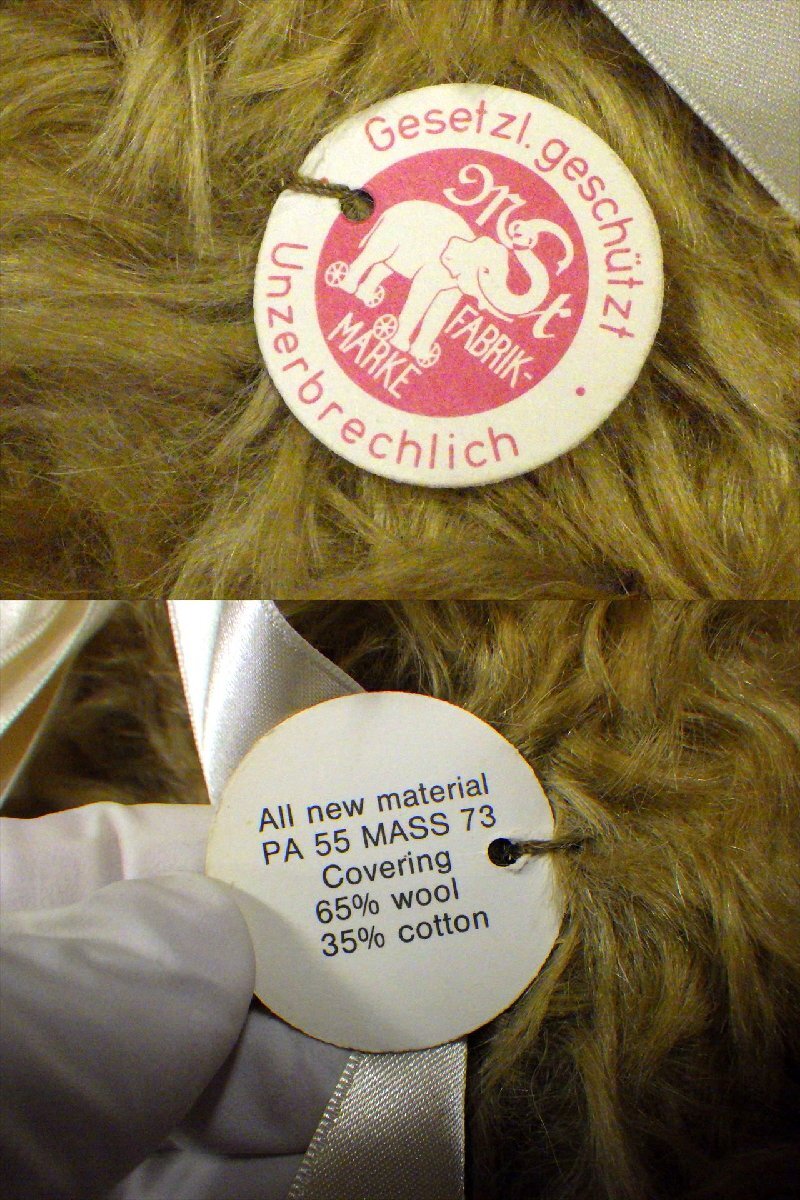 Gesetzl. geschützt
MSt
FABRIK-
MARKE
Unzerbrechlich
All new material
PA 55 MASS 73
Covering
65% wool
35% cotton